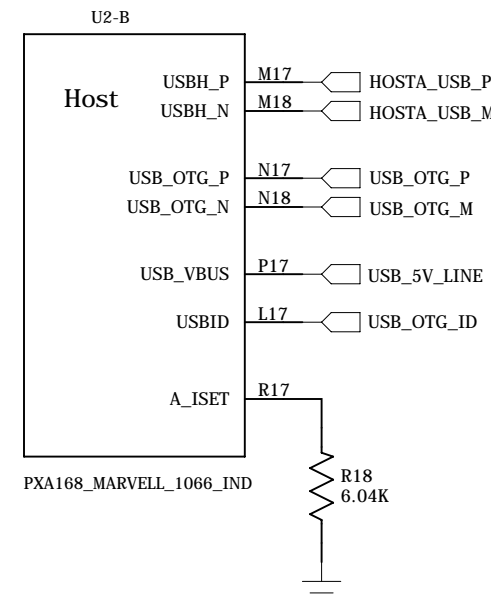 U2-B
Host
USBH_P M17 HOSTA_USB_P
USBH_N M18 HOSTA_USB_M
USB_OTG_P N17 USB_OTG_P
USB_OTG_N N18 USB_OTG_M
USB_VBUS P17 USB_5V_LINE
USBID L17 USB_OTG_ID
A_ISET R17
PXA168_MARVELL_1066_IND
R18
6.04K